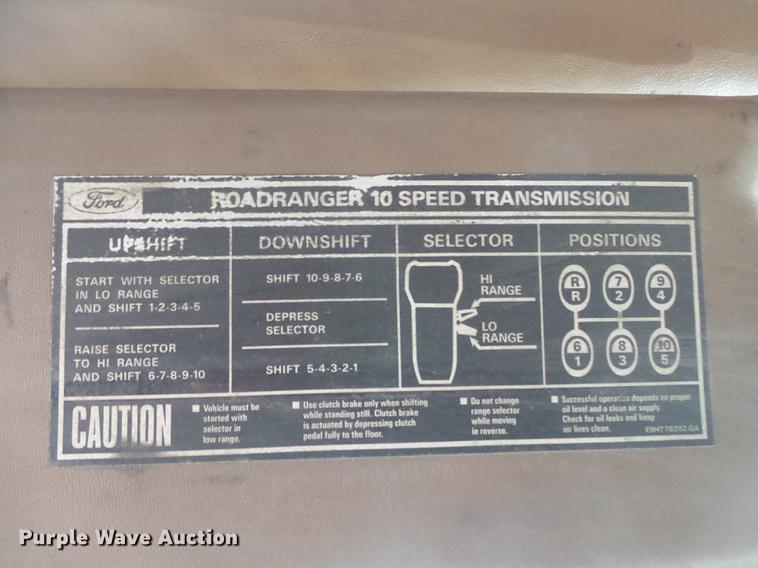 Ford
ROADRANGER 10 SPEED TRANSMISSION
UPSHIFT
START WITH SELECTOR
IN LO RANGE
AND SHIFT 1-2-3-4-5
RAISE SELECTOR
TO HI RANGE
AND SHIFT 6-7-8-9-10
DOWNSHIFT
SHIFT 10-9-8-7-6
DEPRESS
SELECTOR
SHIFT 5-4-3-2-1
SELECTOR
HI
RANGE
LO
RANGE
POSITIONS
R 7 9
R 2 4
6 8 10
1 3 5
CAUTION
■ Vehicle must be
started with
selector in
low range.
■ Use clutch brake only when shifting
while standing still. Clutch brake
is actuated by depressing clutch
pedal fully to the floor.
■ Do not change
range selector
while moving
in reverse.
■ Successful operation depends on proper
oil level and a clean air supply.
Check for oil leaks and keep
air lines clean.
E9HT-7B292 GA
Purple Wave Auction